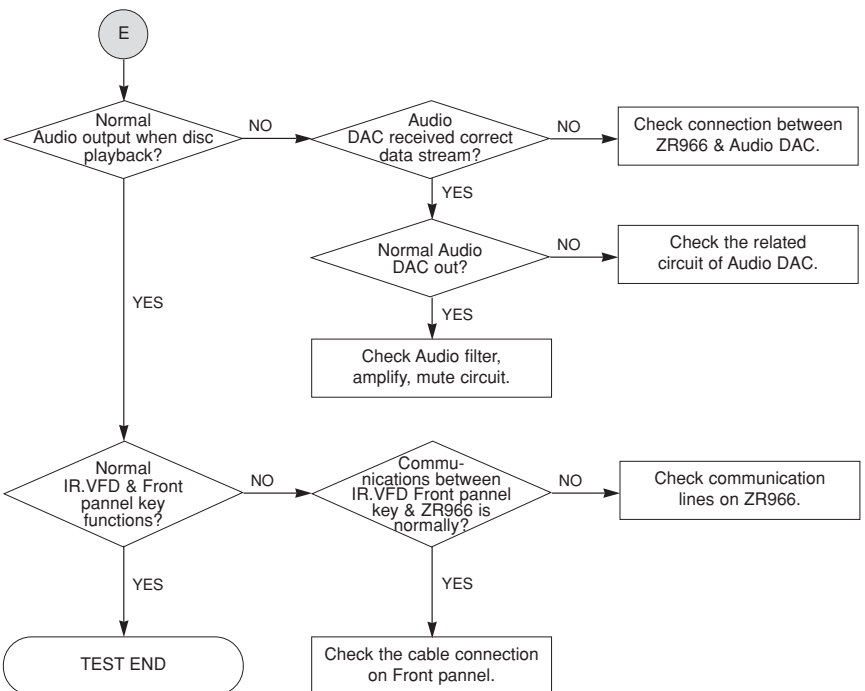 E
Normal
Audio output when disc
playback?
NO
Audio
DAC received correct
data stream?
NO
Check connection between
ZR966 & Audio DAC.
YES
Normal Audio
DAC out?
NO
Check the related
circuit of Audio DAC.
YES
YES
Check Audio filter,
amplify, mute circuit.
Normal
IR.VFD & Front
pannel key
functions?
NO
Commu-
nications between
IR.VFD Front pannel
key & ZR966 is
normally?
NO
Check communication
lines on ZR966.
YES
YES
TEST END
Check the cable connection
on Front pannel.